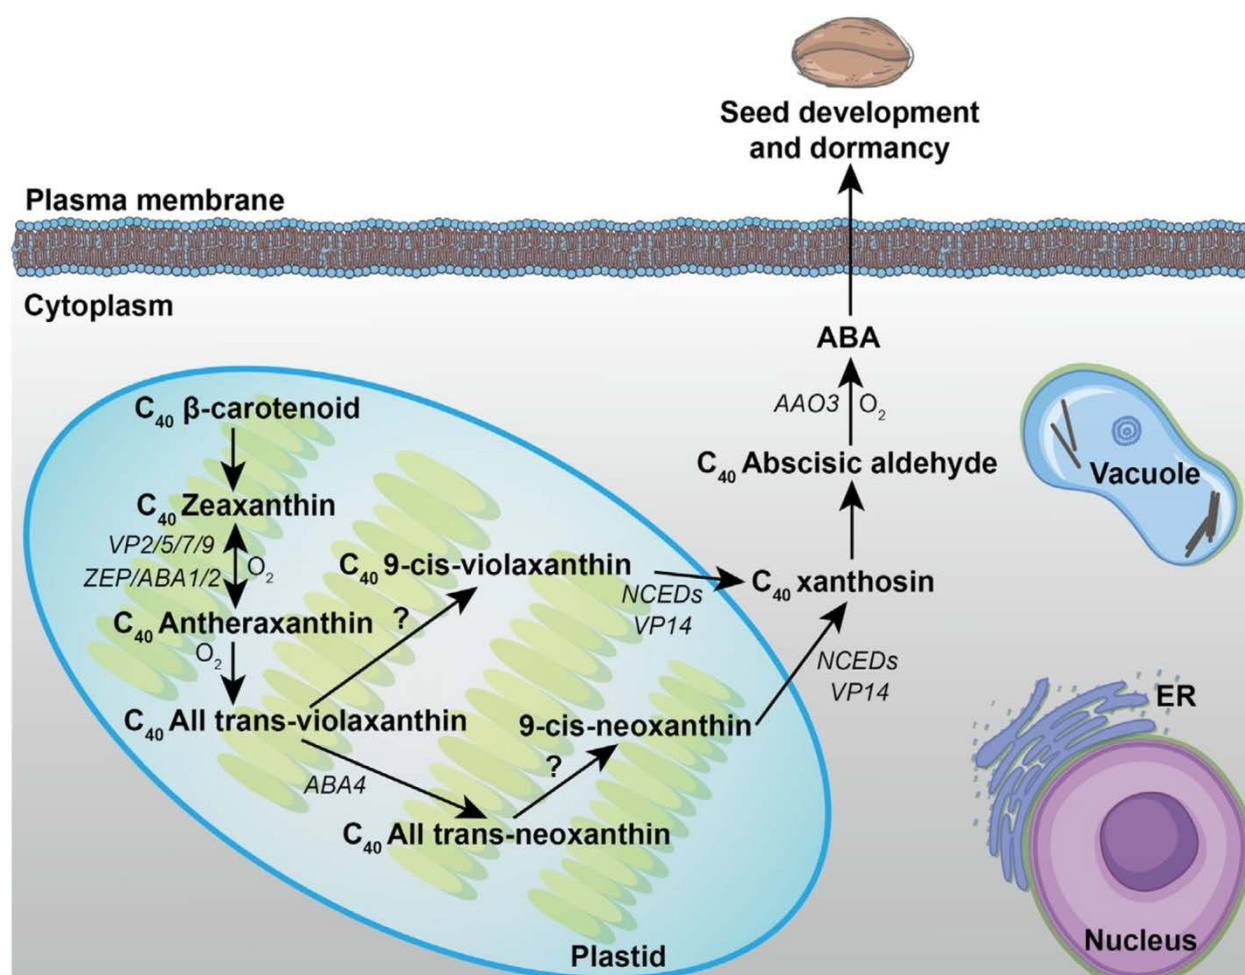 Seed development
and dormancy
Plasma membrane
Cytoplasm
ABA
AAO3 O₂
C₄₀ β-carotenoid
C₄₀ Abscisic aldehyde
Vacuole
C₄₀ Zeaxanthin
VP2/5/7/9
ZEP/ABA1/2 O₂
C₄₀ 9-cis-violaxanthin
C₄₀ xanthosin
NCEDs
VP14
C₄₀ Antheraxanthin
?
O₂
NCEDs
VP14
C₄₀ All trans-violaxanthin
9-cis-neoxanthin
ER
?
ABA4
C₄₀ All trans-neoxanthin
Plastid
Nucleus